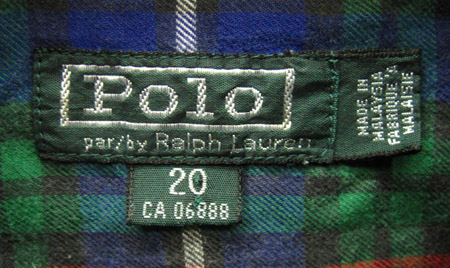 Polo
par/by Ralph Lauren
MADE IN
MALAYSIA
FABRIQUÉ 'A
MALAISIE
20
CA 06888